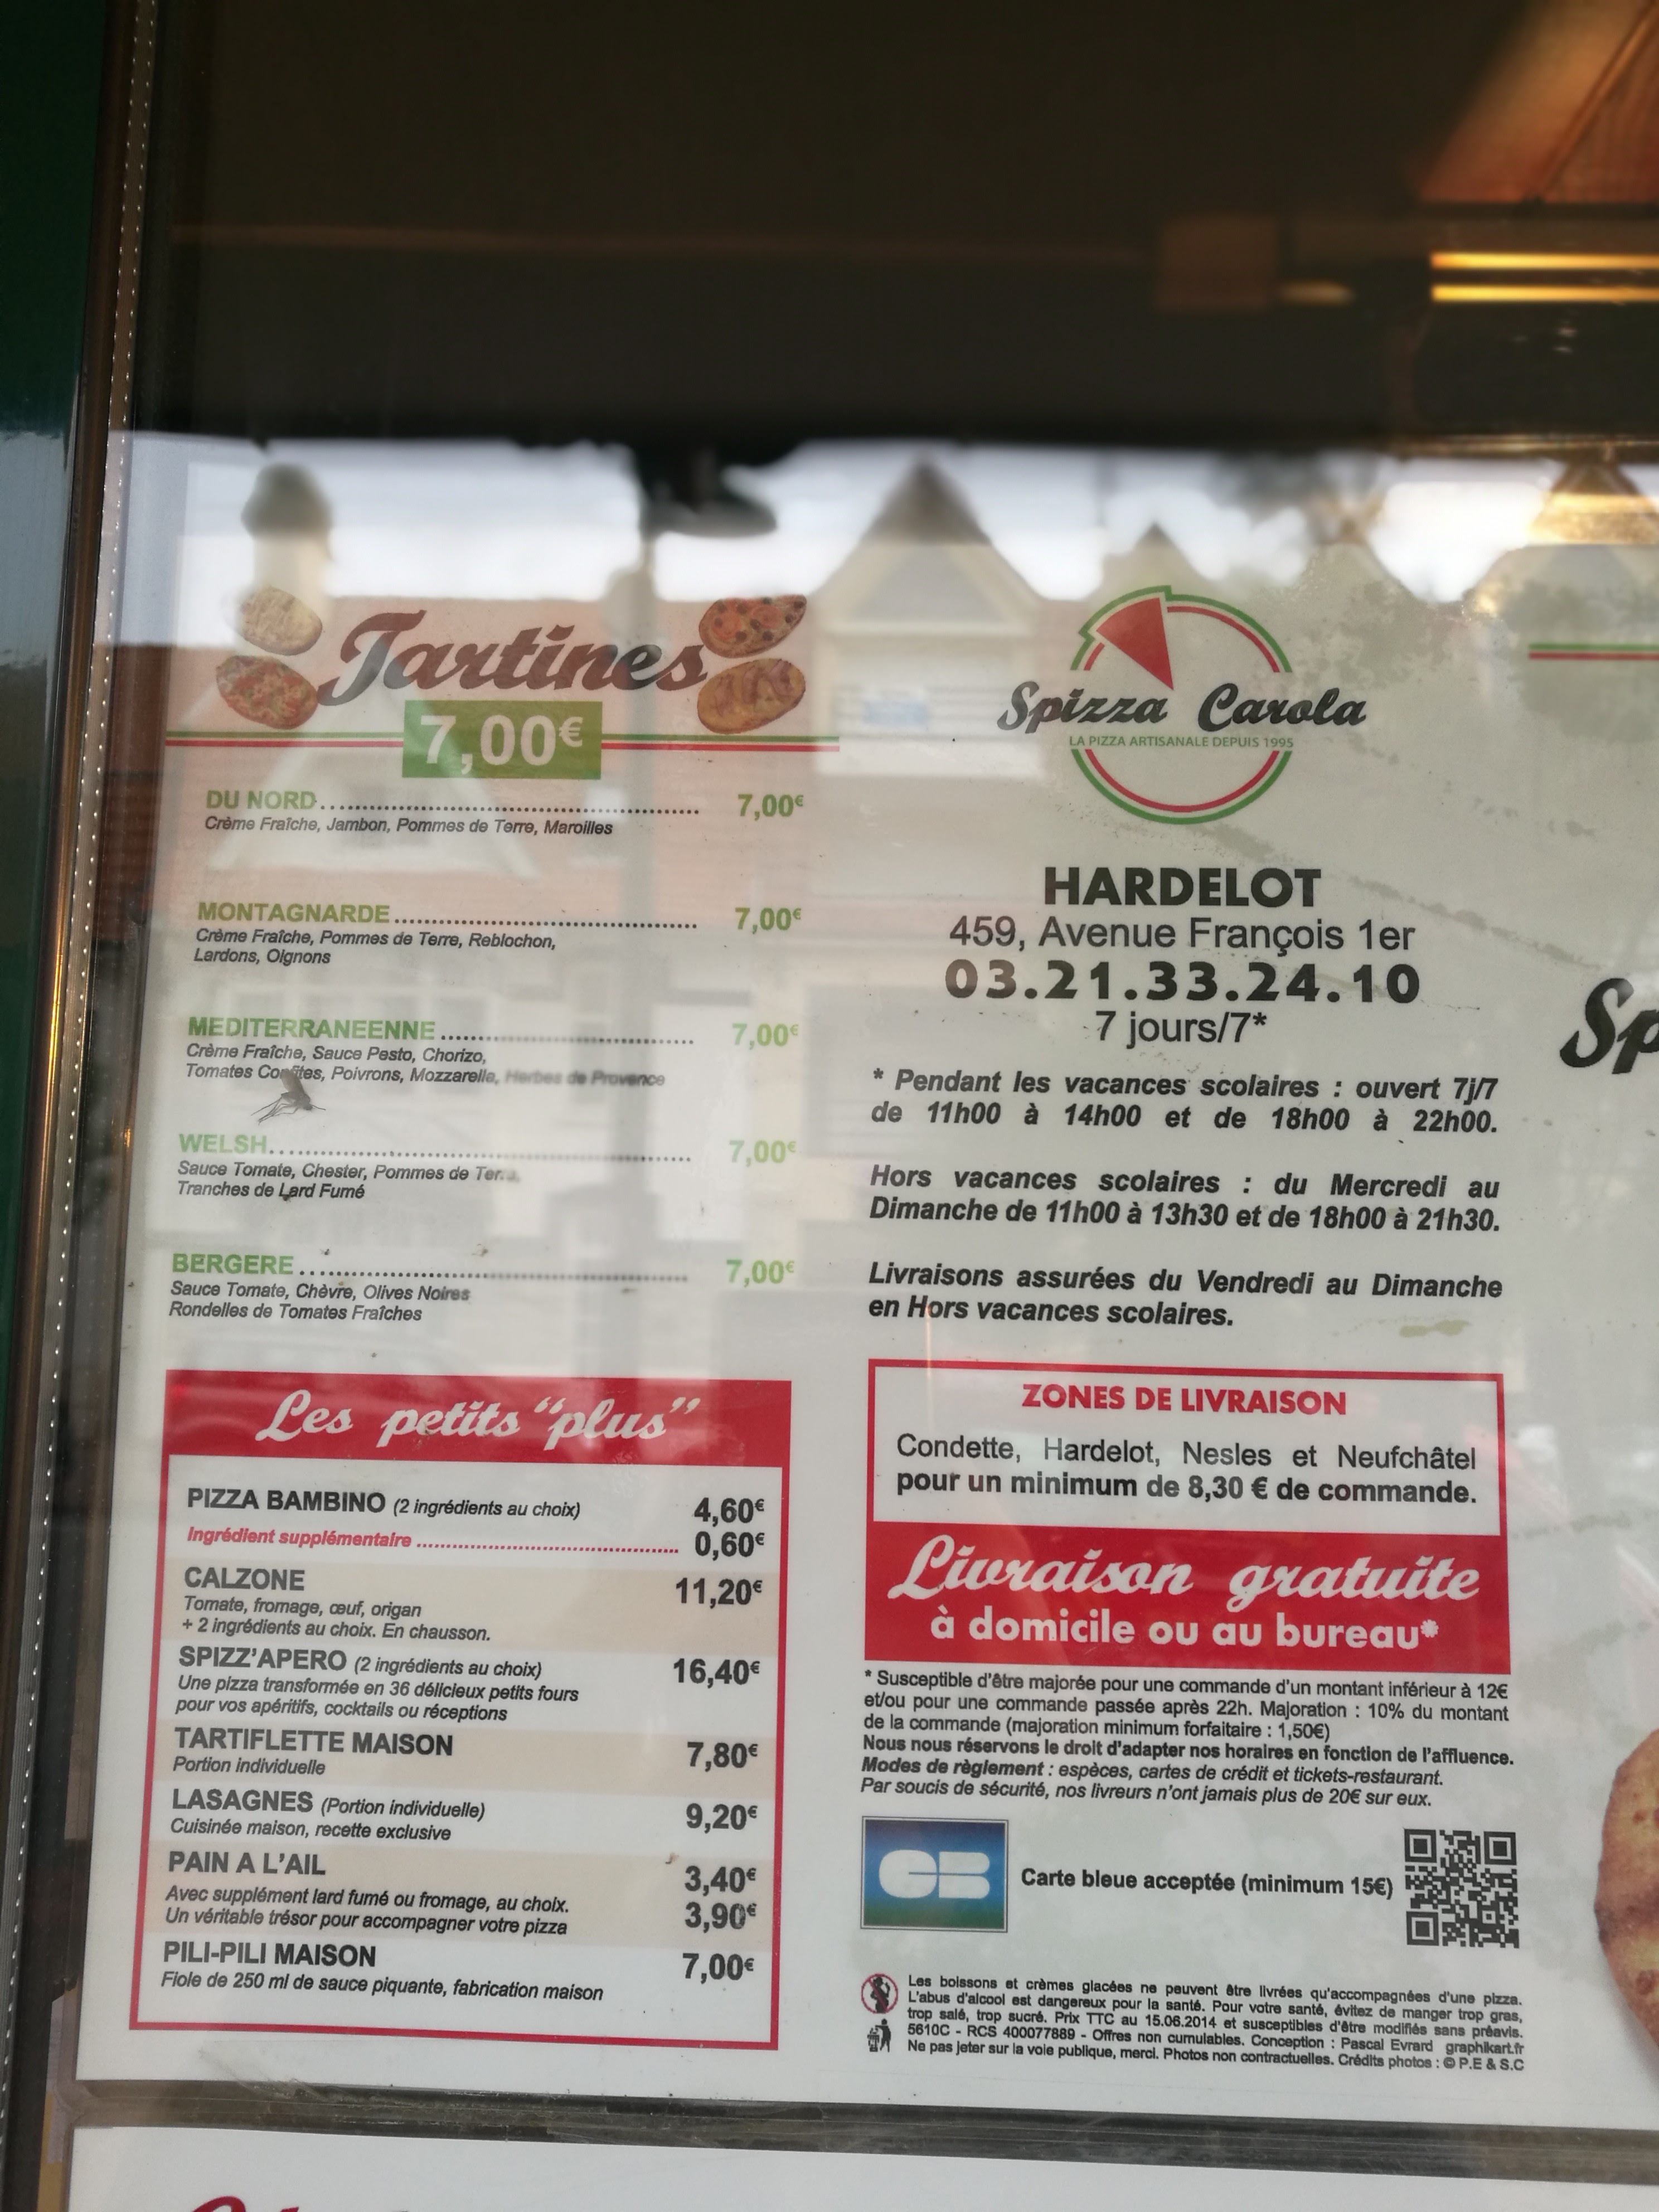 Tartines
7,00€
DU NORD 7,00€
Crème Fraîche, Jambon, Pommes de Terre, Maroilles
MONTAGNARDE 7,00€
Crème Fraîche, Pommes de Terre, Reblochon,
Lardons, Oignons
MEDITERRANEENNE 7,00€
Crème Fraîche, Sauce Pesto, Chorizo,
Tomates Confites, Poivrons, Mozzarella, Herbes de Provence
WELSH 7,00€
Sauce Tomate, Chester, Pommes de
Tranches de Lard Fumé
BERGERE 7,00€
Sauce Tomate, Chèvre, Olives Noires
Rondelles de Tomates Fraîches
Les petits “plus”
PIZZA BAMBINO (2 ingrédients au choix) 4,60€
Ingrédient supplémentaire 0,60€
CALZONE 11,20€
Tomate, fromage, œuf, origan
+ 2 ingrédients au choix. En chausson.
SPIZZ'APERO (2 ingrédients au choix) 16,40€
Une pizza transformée en 36 délicieux petits fours
pour vos apéritifs, cocktails ou réceptions
TARTIFLETTE MAISON 7,80€
Portion individuelle
LASAGNES (Portion individuelle) 9,20€
Cuisinée maison, recette exclusive
PAIN A L'AIL 3,40€
Avec supplément lard fumé ou fromage, au choix. 3,90€
Un véritable trésor pour accompagner votre pizza
PILI-PILI MAISON 7,00€
Fiole de 250 ml de sauce piquante, fabrication maison
Spizza Carola
LA PIZZA ARTISANALE DEPUIS 1995
HARDELOT
459, Avenue François 1er
03.21.33.24.10
7 jours/7*
* Pendant les vacances scolaires : ouvert 7j/7
de 11h00 à 14h00 et de 18h00 à 22h00.
Hors vacances scolaires : du Mercredi au
Dimanche de 11h00 à 13h30 et de 18h00 à 21h30.
Livraisons assurées du Vendredi au Dimanche
en Hors vacances scolaires.
ZONES DE LIVRAISON
Condette, Hardelot, Nesles et Neufchâtel
pour un minimum de 8,30 € de commande.
Livraison gratuite
à domicile ou au bureau*
* Susceptible d'être majorée pour une commande d'un montant inférieur à 12€
et/ou pour une commande passée après 22h. Majoration : 10% du montant
de la commande (majoration minimum forfaitaire : 1,50€)
Nous nous réservons le droit d'adapter nos horaires en fonction de l'affluence.
Modes de règlement : espèces, cartes de crédit et tickets-restaurant.
Par soucis de sécurité, nos livreurs n'ont jamais plus de 20€ sur eux.
CB
Carte bleue acceptée (minimum 15€)
Les boissons et crèmes glacées ne peuvent être livrées qu'accompagnées d'une pizza.
L'abus d'alcool est dangereux pour la santé. Pour votre santé, évitez de manger trop gras,
trop salé, trop sucré. Prix TTC au 15.06.2014 et susceptibles d'être modifiés sans préavis.
5610C - RCS 400077889 - Offres non cumulables. Conception : Pascal Evrard graphikart.fr
Ne pas jeter sur la voie publique, merci. Photos non contractuelles. Crédits photos : © P.E & S.C
Sp